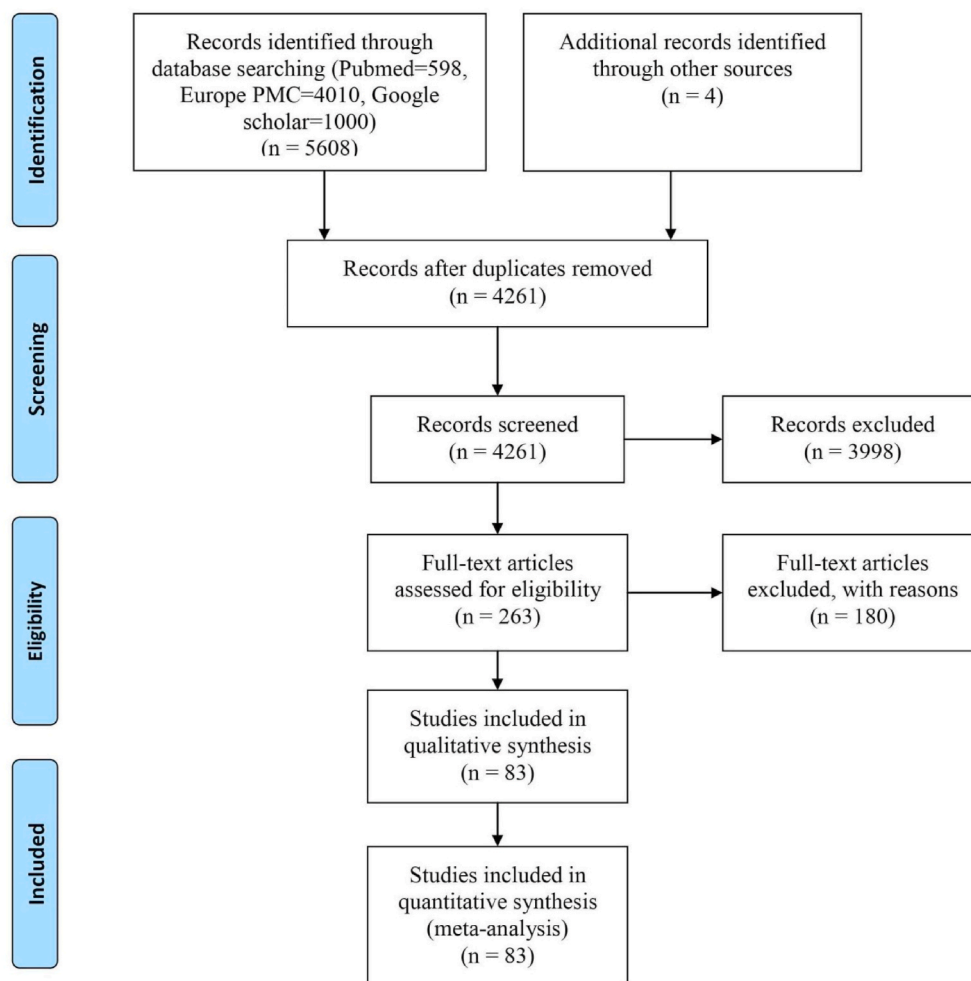 Identification
Records identified through
database searching (Pubmed=598,
Europe PMC=4010, Google
scholar=1000)
(n = 5608)
Additional records identified
through other sources
(n = 4)
Screening
Records after duplicates removed
(n = 4261)
Records screened
(n = 4261)
Records excluded
(n = 3998)
Eligibility
Full-text articles
assessed for eligibility
(n = 263)
Full-text articles
excluded, with reasons
(n = 180)
Studies included in
qualitative synthesis
(n = 83)
Included
Studies included in
quantitative synthesis
(meta-analysis)
(n = 83)